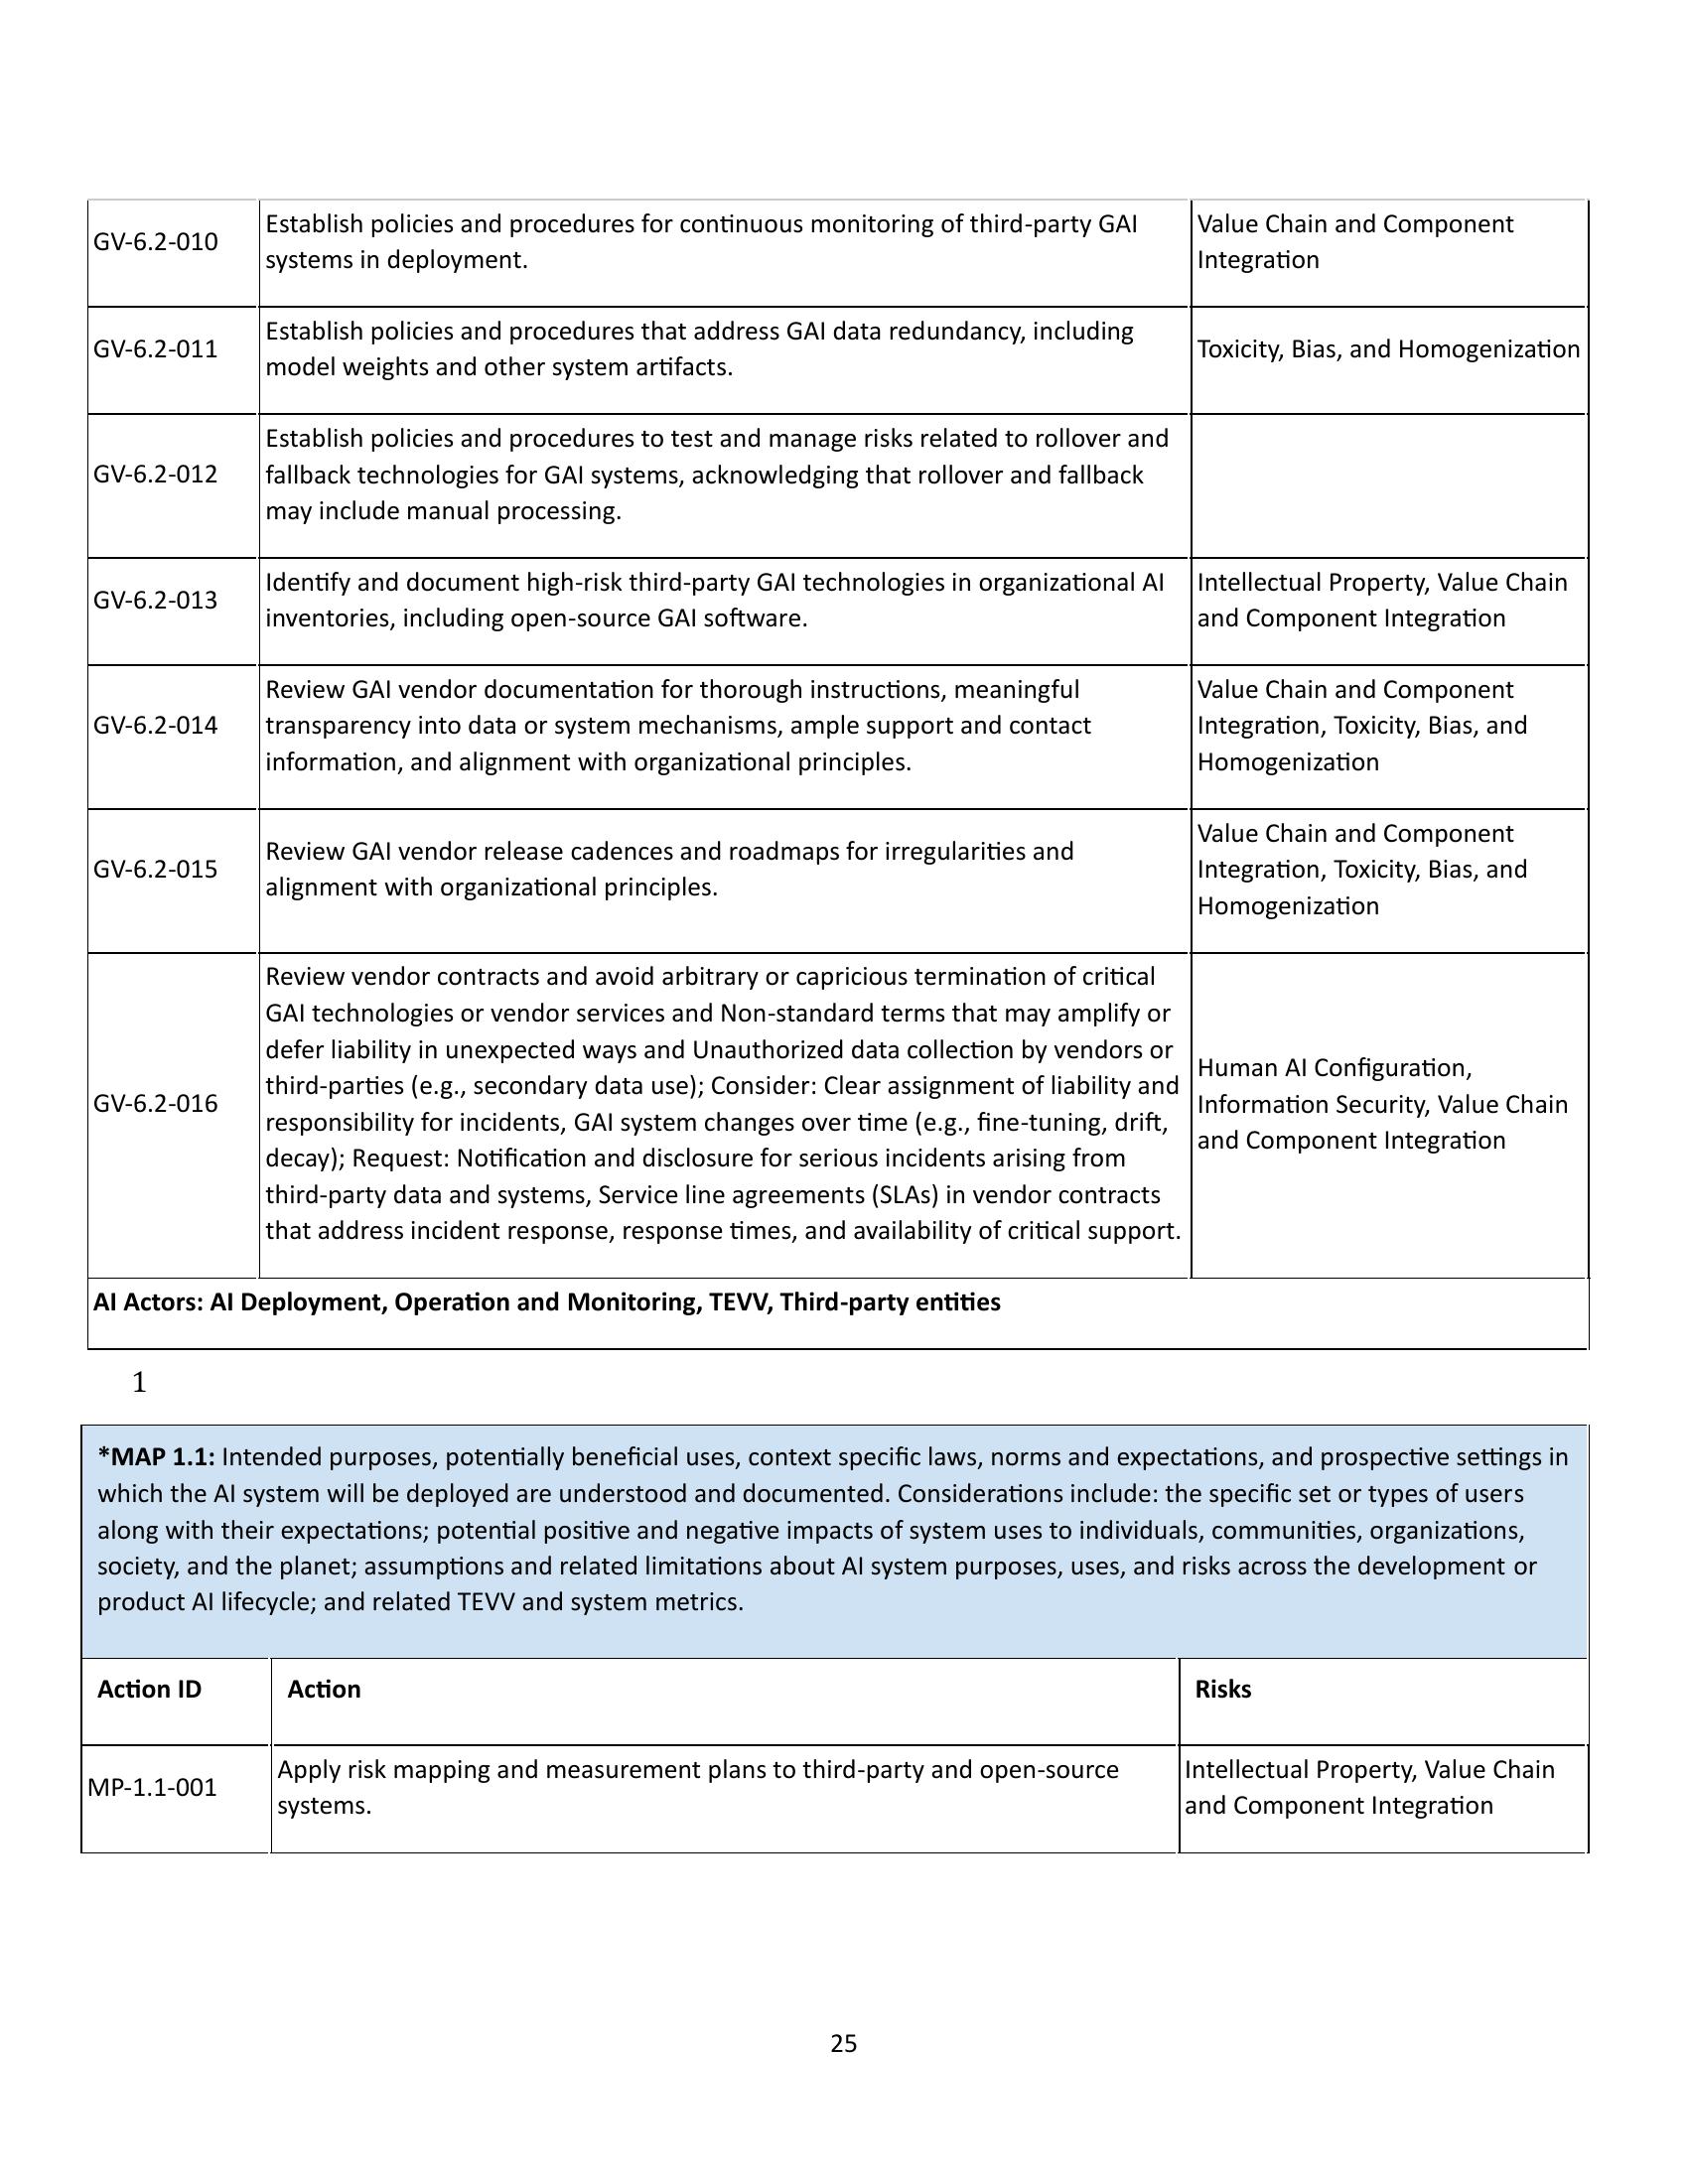 GV-6.2-010
Establish policies and procedures for continuous monitoring of third-party GAI
systems in deployment.
Value Chain and Component
Integration
GV-6.2-011
Establish policies and procedures that address GAI data redundancy, including
model weights and other system artifacts.
Toxicity, Bias, and Homogenization
GV-6.2-012
Establish policies and procedures to test and manage risks related to rollover and
fallback technologies for GAI systems, acknowledging that rollover and fallback
may include manual processing.
GV-6.2-013
Identify and document high-risk third-party GAI technologies in organizational AI
inventories, including open-source GAI software.
Intellectual Property, Value Chain
and Component Integration
GV-6.2-014
Review GAI vendor documentation for thorough instructions, meaningful
transparency into data or system mechanisms, ample support and contact
information, and alignment with organizational principles.
Value Chain and Component
Integration, Toxicity, Bias, and
Homogenization
GV-6.2-015
Review GAI vendor release cadences and roadmaps for irregularities and
alignment with organizational principles.
Value Chain and Component
Integration, Toxicity, Bias, and
Homogenization
GV-6.2-016
Review vendor contracts and avoid arbitrary or capricious termination of critical
GAI technologies or vendor services and Non-standard terms that may amplify or
defer liability in unexpected ways and Unauthorized data collection by vendors or
third-parties (e.g., secondary data use); Consider: Clear assignment of liability and
responsibility for incidents, GAI system changes over time (e.g., fine-tuning, drift,
decay); Request: Notification and disclosure for serious incidents arising from
third-party data and systems, Service line agreements (SLAs) in vendor contracts
that address incident response, response times, and availability of critical support.
Human AI Configuration,
Information Security, Value Chain
and Component Integration
AI Actors: AI Deployment, Operation and Monitoring, TEVV, Third-party entities
1
*MAP 1.1: Intended purposes, potentially beneficial uses, context specific laws, norms and expectations, and prospective settings in
which the AI system will be deployed are understood and documented. Considerations include: the specific set or types of users
along with their expectations; potential positive and negative impacts of system uses to individuals, communities, organizations,
society, and the planet; assumptions and related limitations about AI system purposes, uses, and risks across the development or
product AI lifecycle; and related TEVV and system metrics.
Action ID
Action
Risks
MP-1.1-001
Apply risk mapping and measurement plans to third-party and open-source
systems.
Intellectual Property, Value Chain
and Component Integration
25